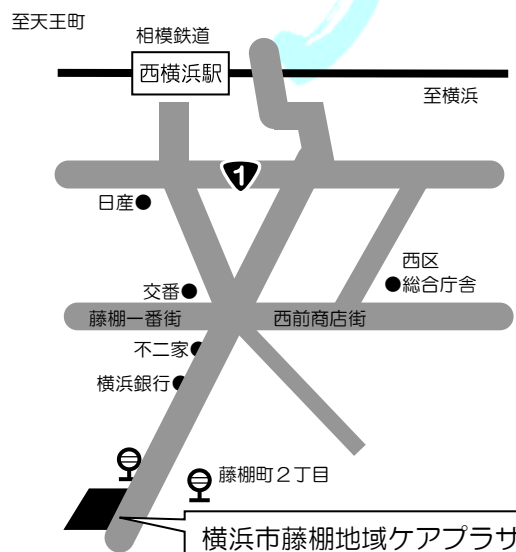 至天王町
相模鉄道
西横浜駅
至横浜
1
日産
西区
総合庁舎
交番
藤棚一番街
西前商店街
不二家
横浜銀行
藤棚町２丁目
横浜市藤棚地域ケアプラザ